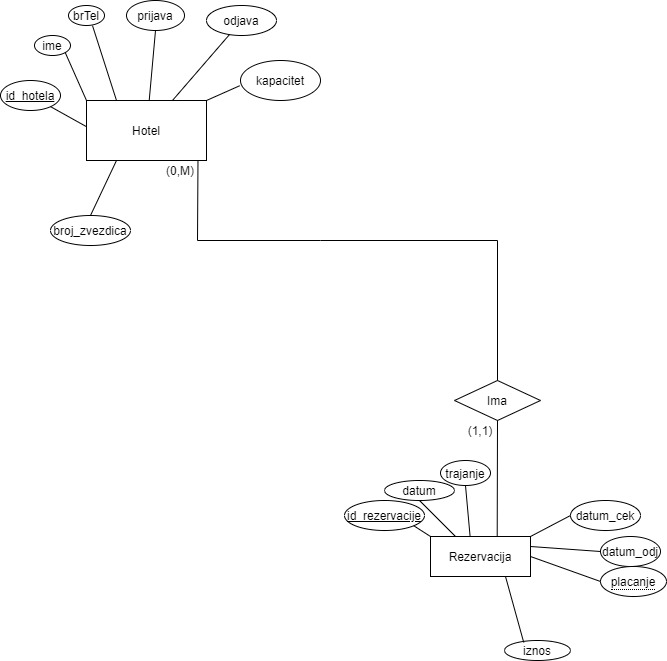 brTel
prijava
odjava
ime
kapacitet
id_hotela
Hotel
(0,M)
broj_zvezdica
Ima
(1,1)
trajanje
datum
id_rezervacije
datum_cek
Rezervacija
datum_odj
placanje
iznos